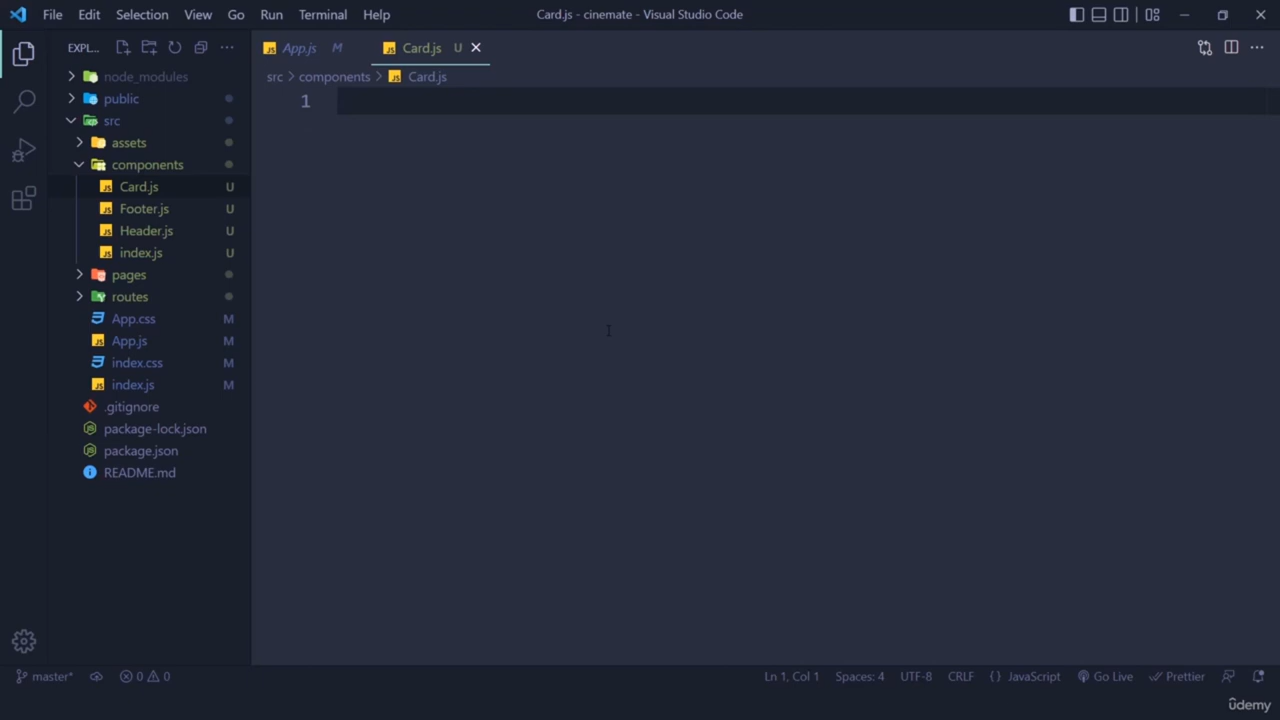 File Edit Selection View Go Run Terminal Help Card.js - cinemate - Visual Studio Code
EXPL... App.js M Card.js U
src > components > Card.js
1
node_modules
public
src
assets
components
Card.js U
Footer.js U
Header.js U
index.js U
pages
routes
App.css M
App.js M
index.css M
index.js M
.gitignore
package-lock.json
package.json
README.md
master* 0 0 Ln 1, Col 1 Spaces: 4 UTF-8 CRLF {} JavaScript Go Live Prettier
ûdemy